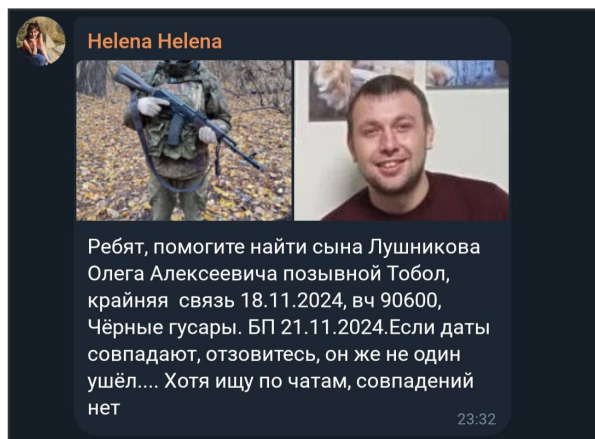 Helena Helena
Ребят, помогите найти сына Лушникова
Олега Алексеевича позывной Тобол,
крайняя связь 18.11.2024, вч 90600,
Чёрные гусары. БП 21.11.2024.Если даты
совпадают, отзовитесь, он же не один
ушёл.... Хотя ищу по чатам, совпадений
нет
23:32